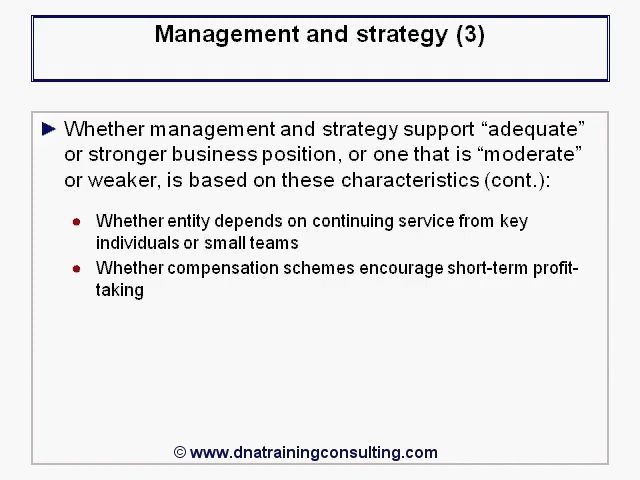 Management and strategy (3)
► Whether management and strategy support “adequate”
or stronger business position, or one that is “moderate”
or weaker, is based on these characteristics (cont.):
● Whether entity depends on continuing service from key
individuals or small teams
● Whether compensation schemes encourage short-term profit-
taking
© www.dnatrainingconsulting.com